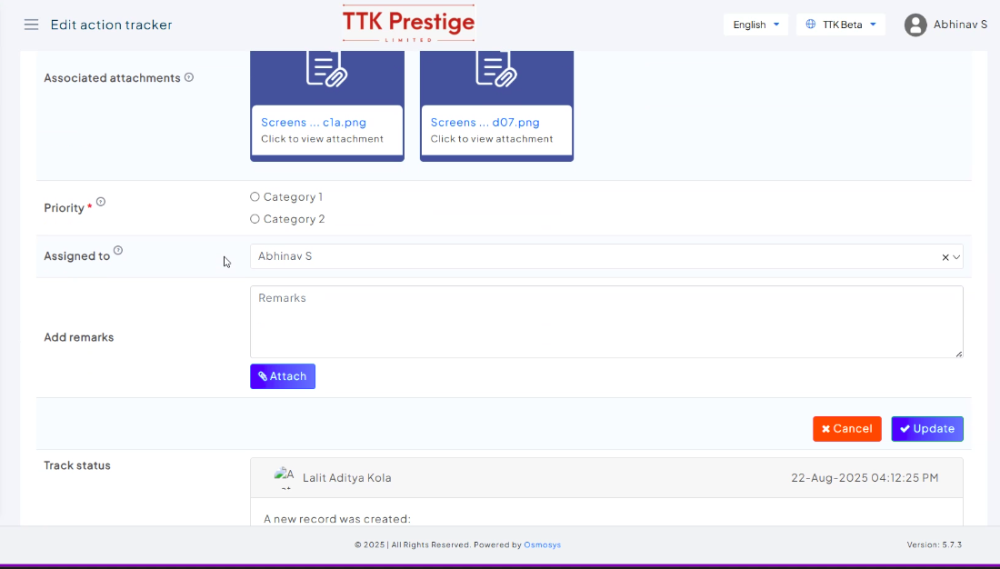 Edit action tracker
TTK Prestige
LIMITED
English
TTK Beta
Abhinav S
Associated attachments
Screens ... c1a.png
Click to view attachment
Screens ... d07.png
Click to view attachment
Priority *
Category 1
Category 2
Assigned to
Abhinav S
Remarks
Add remarks
Attach
Cancel
Update
Track status
Lalit Aditya Kola
22-Aug-2025 04:12:25 PM
A new record was created:
© 2025 | All Rights Reserved. Powered by Osmosys
Version: 5.7.3